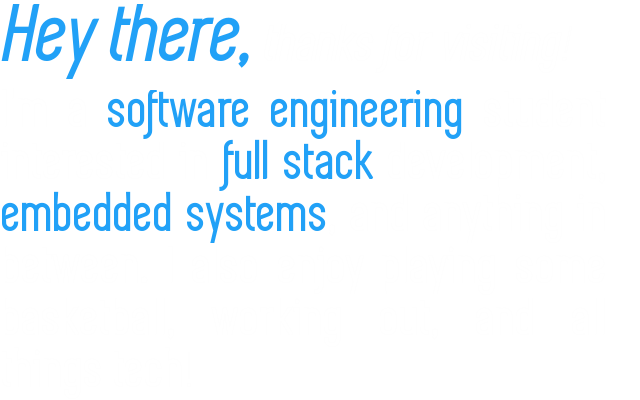 Hey there,
software engineering
full stack
embedded systems